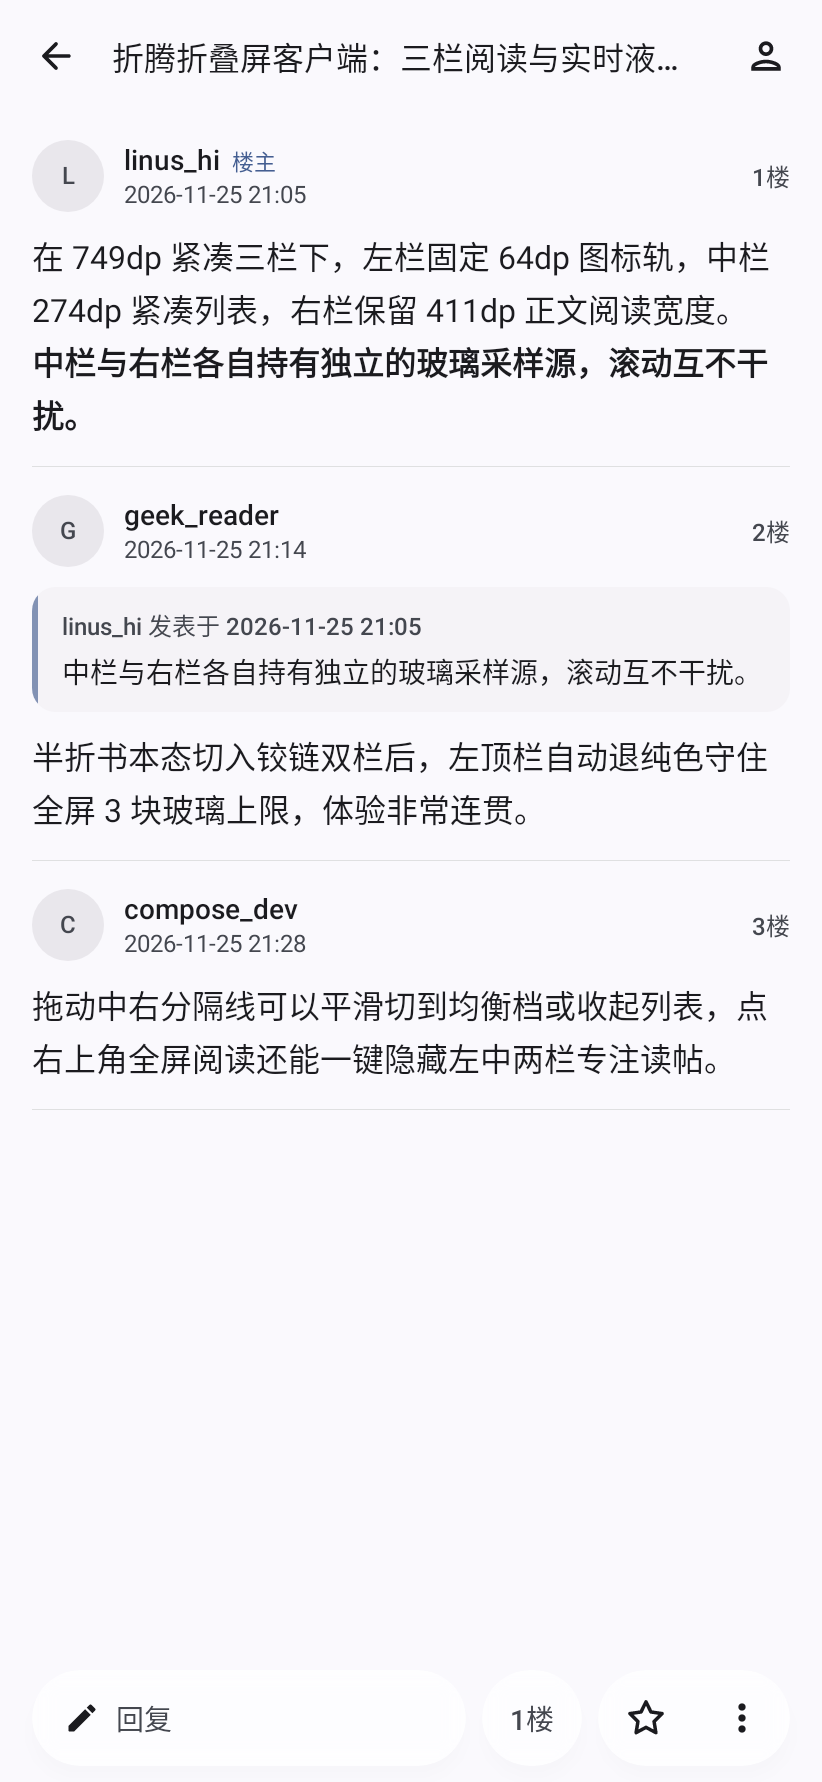 折腾折叠屏客户端：三栏阅读与实时液…
L
linus_hi 楼主
2026-11-25 21:05
1楼
在 749dp 紧凑三栏下，左栏固定 64dp 图标轨，中栏
274dp 紧凑列表，右栏保留 411dp 正文阅读宽度。
中栏与右栏各自持有独立的玻璃采样源，滚动互不干
扰。
G
geek_reader
2026-11-25 21:14
2楼
linus_hi 发表于 2026-11-25 21:05
中栏与右栏各自持有独立的玻璃采样源，滚动互不干扰。
半折书本态切入铰链双栏后，左顶栏自动退纯色守住
全屏 3 块玻璃上限，体验非常连贯。
C
compose_dev
2026-11-25 21:28
3楼
拖动中右分隔线可以平滑切到均衡档或收起列表，点
右上角全屏阅读还能一键隐藏左中两栏专注读帖。
回复
1楼